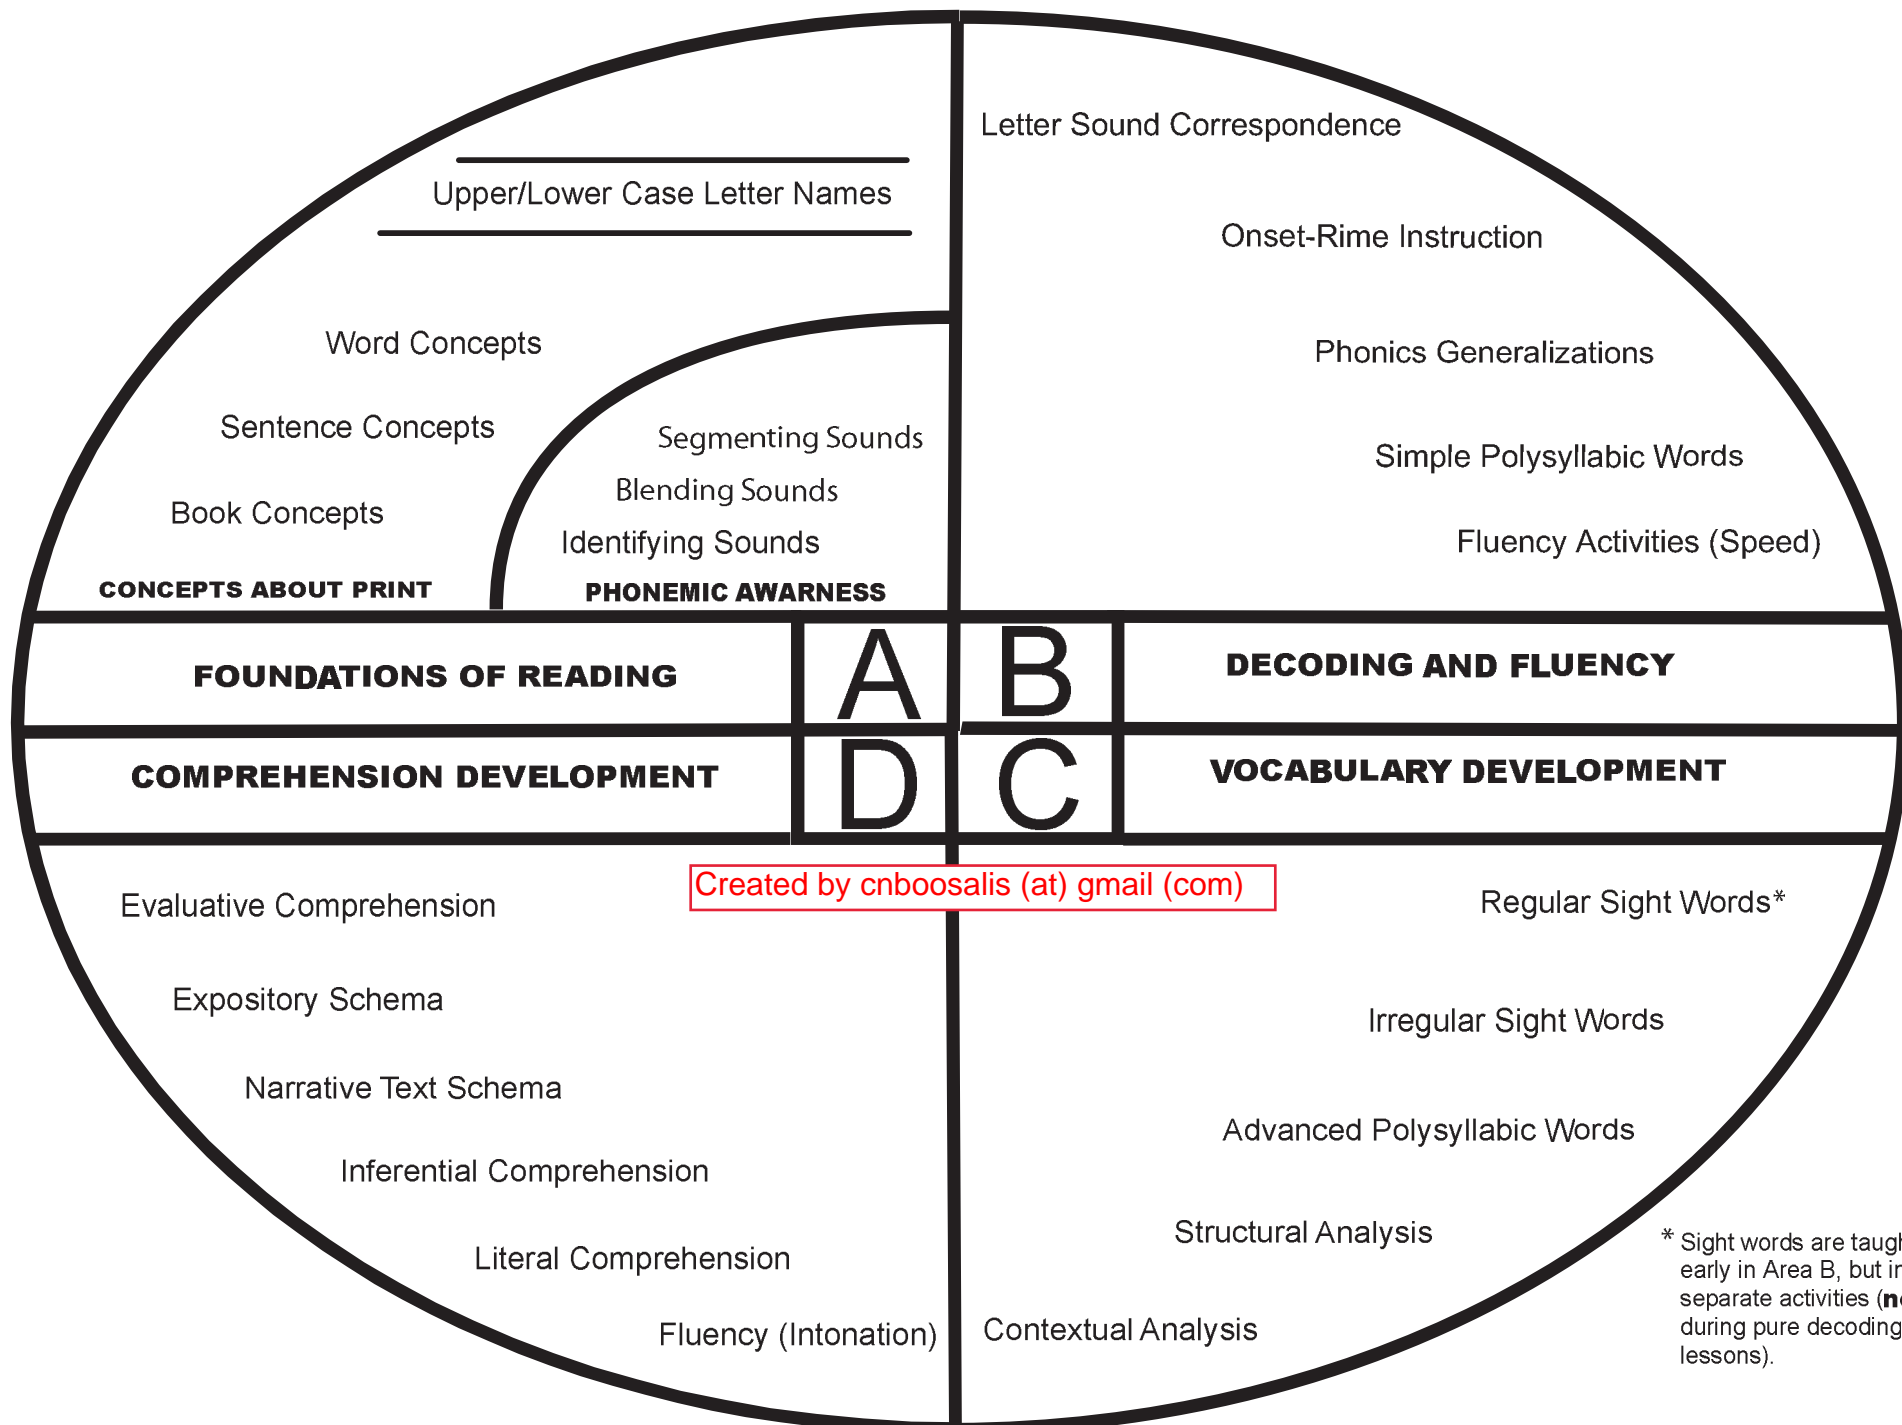 Upper/Lower Case Letter Names
Word Concepts
Sentence Concepts
Book Concepts
CONCEPTS ABOUT PRINT
Segmenting Sounds
Blending Sounds
Identifying Sounds
PHONEMIC AWARNESS
FOUNDATIONS OF READING
A
Letter Sound Correspondence
Onset-Rime Instruction
Phonics Generalizations
Simple Polysyllabic Words
Fluency Activities (Speed)
B
DECODING AND FLUENCY
COMPREHENSION DEVELOPMENT
D
C
VOCABULARY DEVELOPMENT
Created by cnboosalis (at) gmail (com)
Evaluative Comprehension
Expository Schema
Narrative Text Schema
Inferential Comprehension
Literal Comprehension
Fluency (Intonation)
Regular Sight Words*
Irregular Sight Words
Advanced Polysyllabic Words
Structural Analysis
Contextual Analysis
* Sight words are
early in Area B, but
separate activities
during pure decoding
lessons).